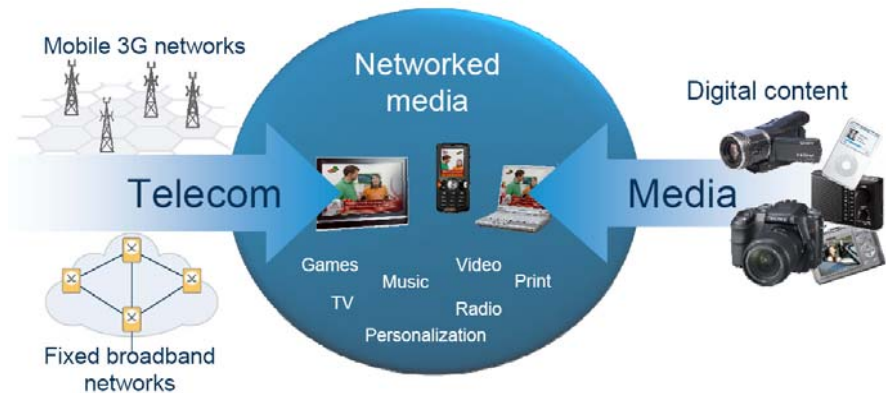 Mobile 3G networks
Networked
media
Digital content
Telecom
Media
Games
Music
Video
Print
TV
Radio
Personalization
Fixed broadband
networks